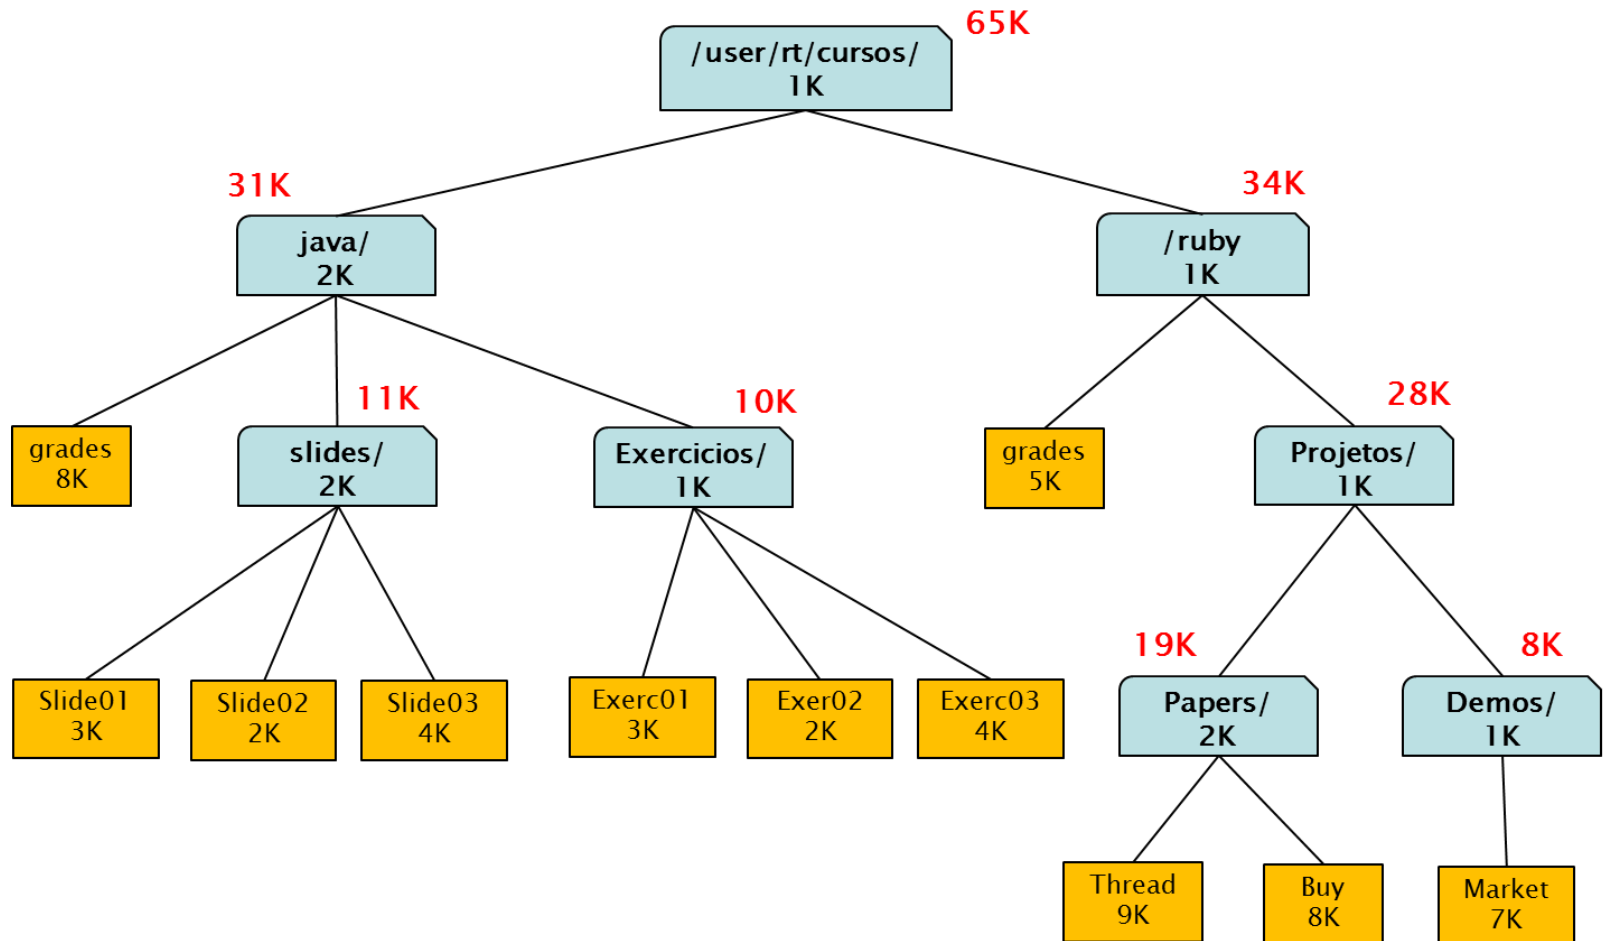 65K
/user/rt/cursos/
1K
31K
34K
java/
2K
/ruby
1K
11K
10K
28K
grades
8K
slides/
2K
Exercicios/
1K
grades
5K
Projetos/
1K
19K
8K
Slide01
3K
Slide02
2K
Slide03
4K
Exerc01
3K
Exer02
2K
Exerc03
4K
Papers/
2K
Demos/
1K
Thread
9K
Buy
8K
Market
7K